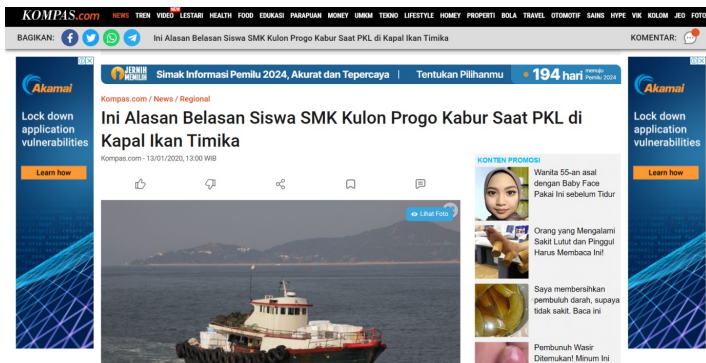 KOMPAS.com NEWS TREN VIDEO NEW LESTARI HEALTH FOOD EDUKASI PARAPUAN MONEY UMKM TEKNO LIFESTYLE HOMEY PROPERTI BOLA TRAVEL OTOMOTIF SAINS HYPE VIK KOLOM JEO FOTO
BAGIKAN: Ini Alasan Belasan Siswa SMK Kulon Progo Kabur Saat PKL di Kapal Ikan Timika KOMENTAR:
JERNIH MEMILIH Simak Informasi Pemilu 2024, Akurat dan Tepercaya | Tentukan Pilihanmu 194 hari menuju Pemilu 2024
Akamai
Lock down
application
vulnerabilities
Learn how
Kompas.com / News / Regional
Ini Alasan Belasan Siswa SMK Kulon Progo Kabur Saat PKL di
Kapal Ikan Timika
Kompas.com - 13/01/2020, 13:00 WIB
Lihat Foto
KONTEN PROMOSI
Wanita 55-an asal
dengan Baby Face
Pakai Ini sebelum Tidur
Orang yang Mengalami
Sakit Lutut dan Pinggul
Harus Membaca Ini!
Saya membersihkan
pembuluh darah, supaya
tidak sakit. Baca ini
Pembunuh Wasir
Ditemukan! Minum Ini
Akamai
Lock down
application
vulnerabilities
Learn how